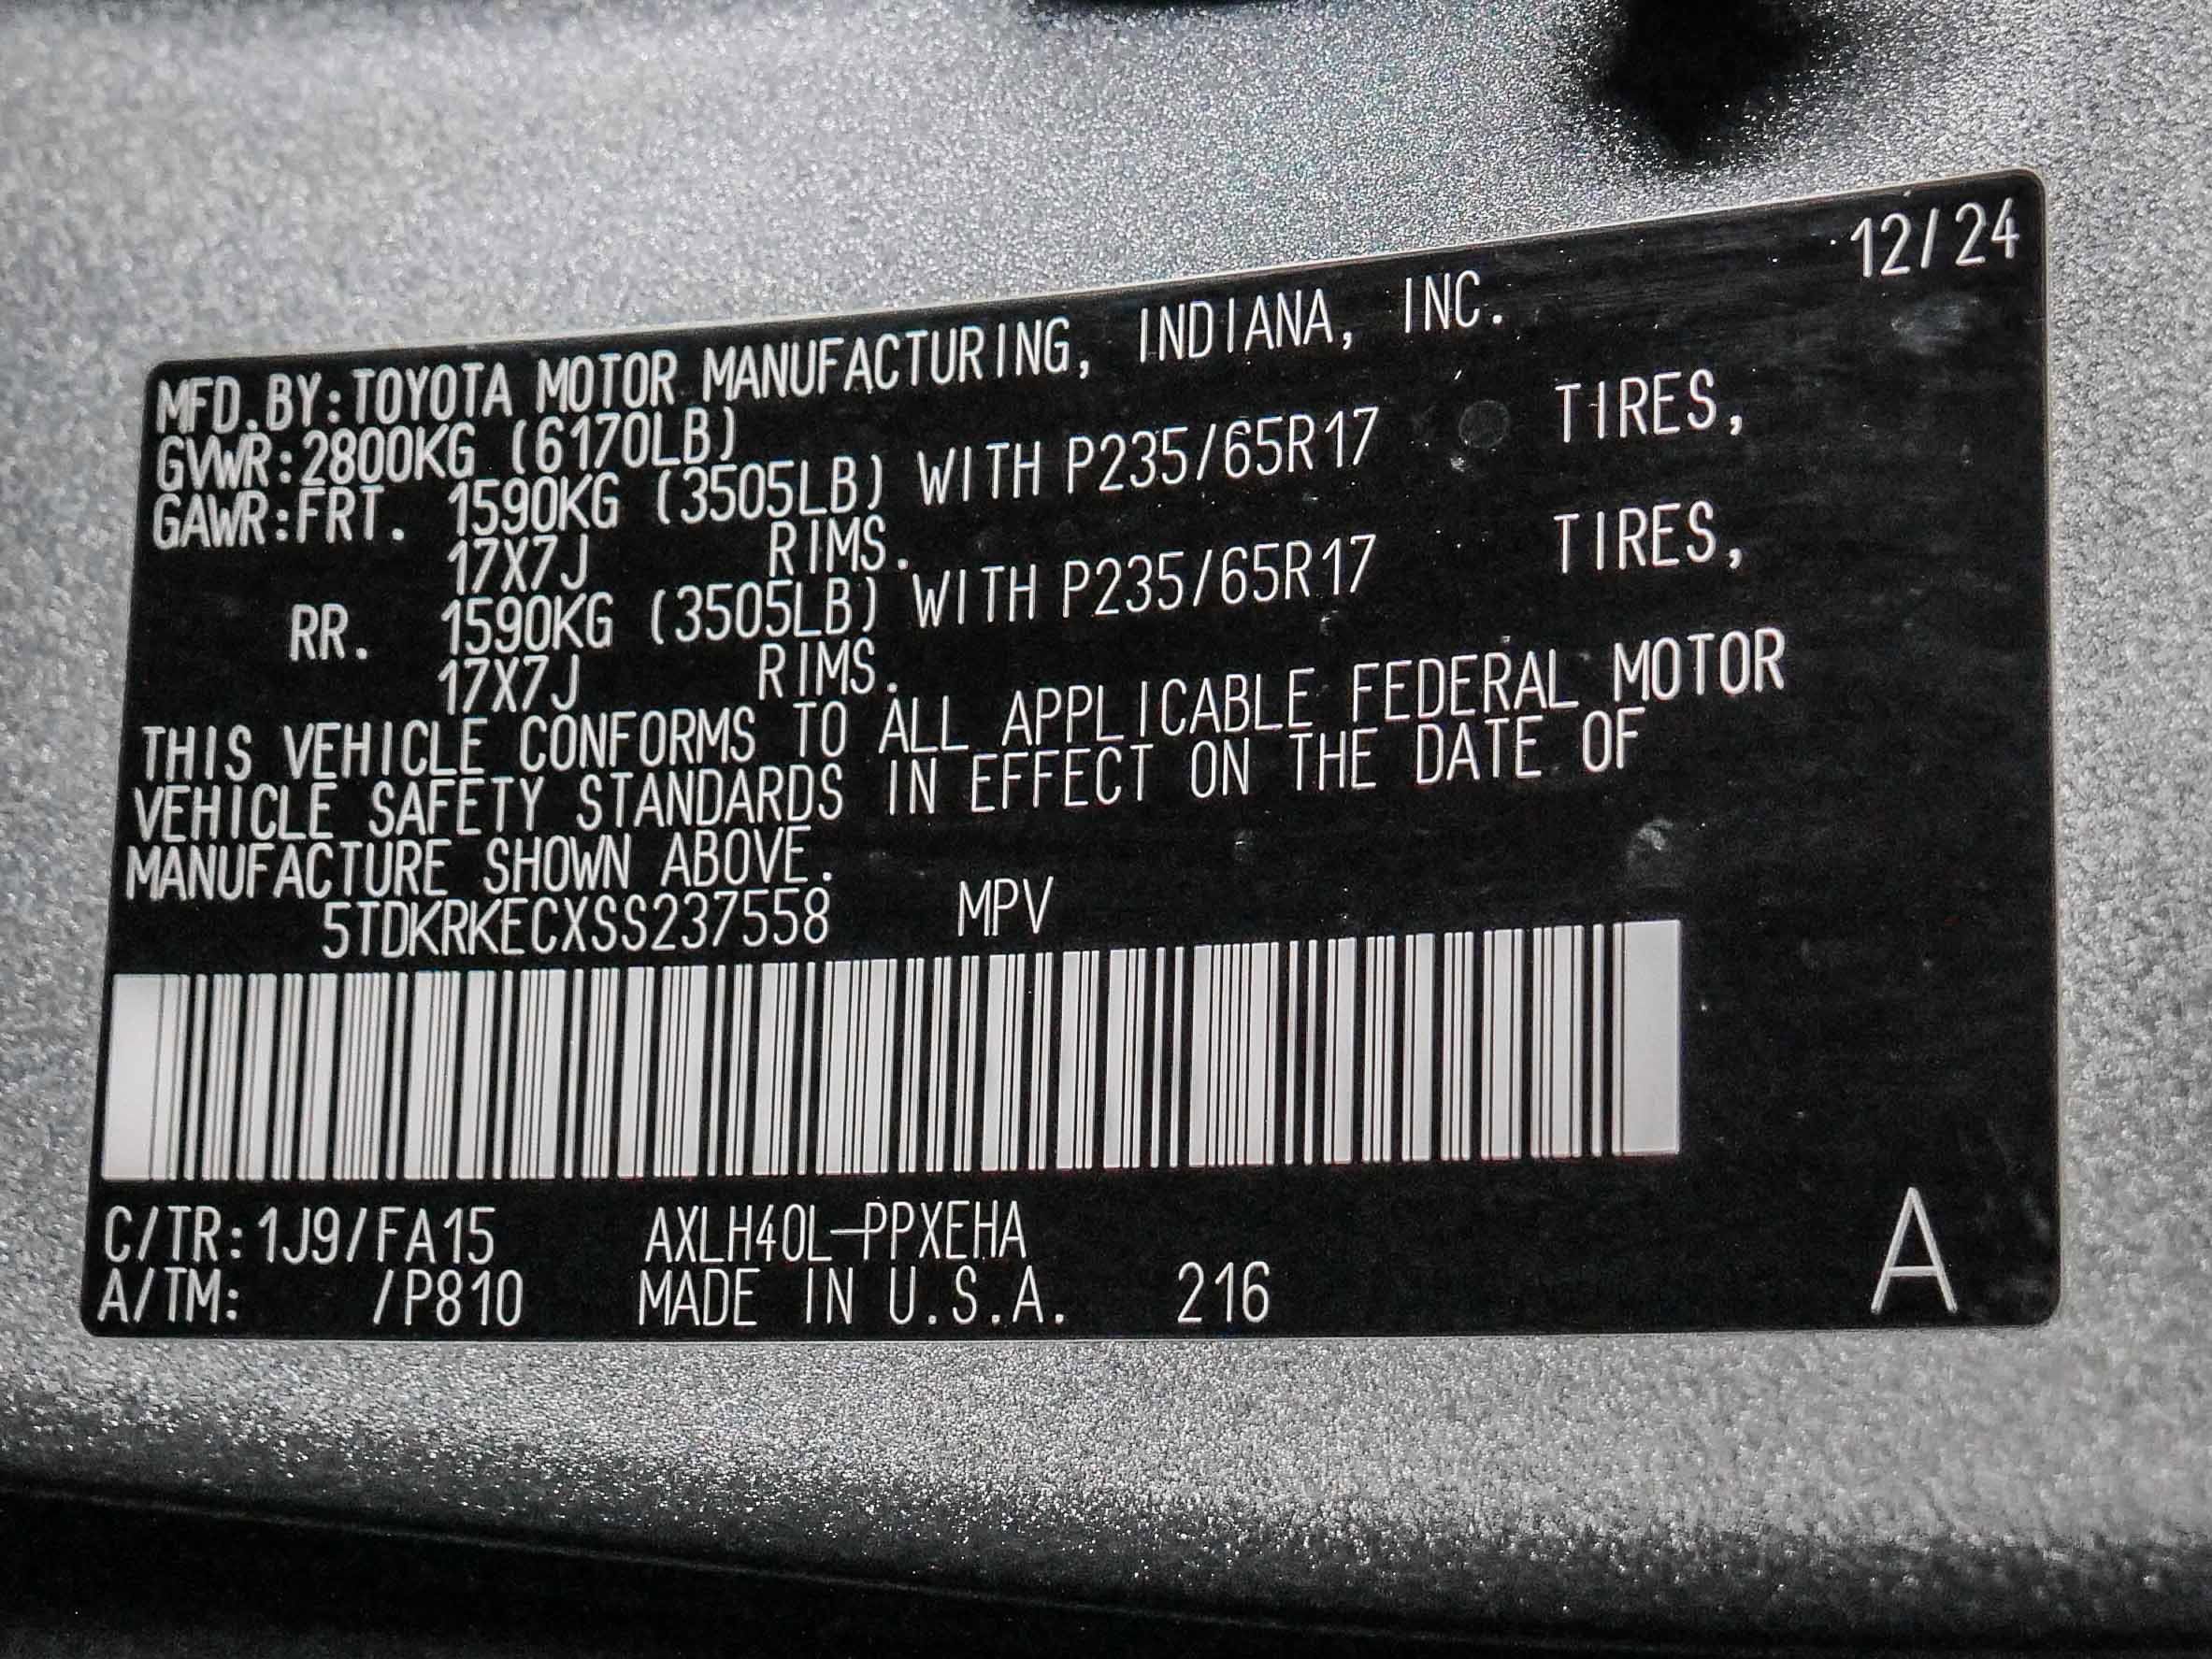 12/24
MFD.BY:TOYOTA MOTOR MANUFACTURING, INDIANA, INC.
GVWR:2800KG (6170LB)
GAWR:FRT. 1590KG (3505LB) WITH P235/65R17 TIRES,
17X7J RIMS.
RR. 1590KG (3505LB) WITH P235/65R17 TIRES,
17X7J RIMS.
THIS VEHICLE CONFORMS TO ALL APPLICABLE FEDERAL MOTOR
VEHICLE SAFETY STANDARDS IN EFFECT ON THE DATE OF
MANUFACTURE SHOWN ABOVE.
5TDKRKECXSS237558 MPV
C/TR:1J9/FA15 AXLH40L-PPXEHA
A/TM: /P810 MADE IN U.S.A. 216
A